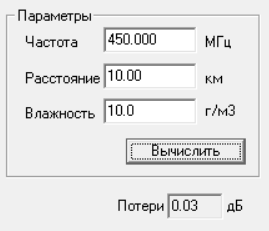 Параметры
Частота 450.000 МГц
Расстояние 10.00 км
Влажность 10.0 г/м3
Вычислить
Потери 0.03 дБ